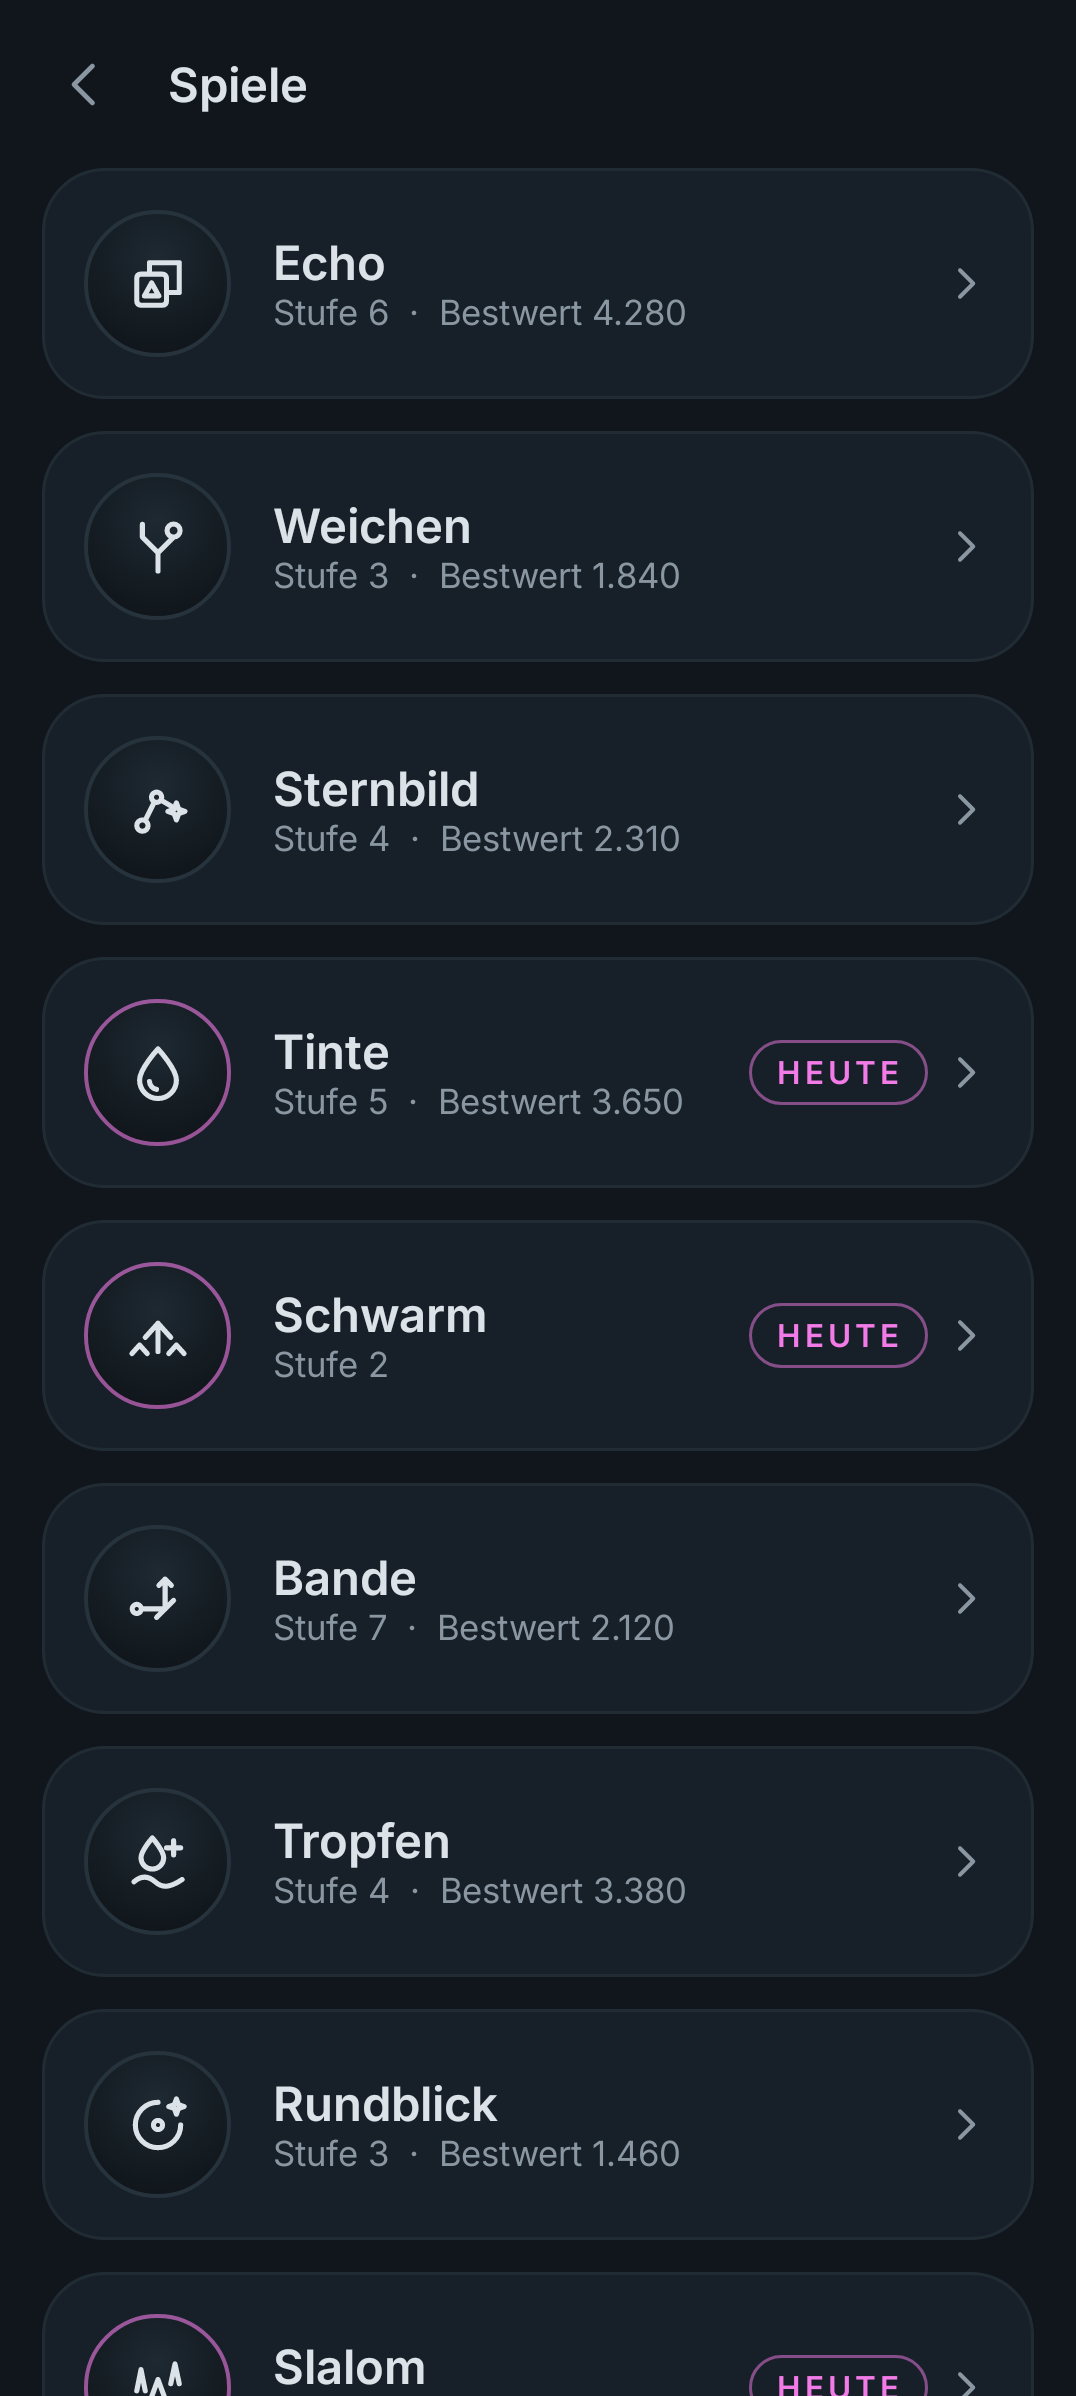 Spiele
Echo
Stufe 6 · Bestwert 4.280
Weichen
Stufe 3 · Bestwert 1.840
Sternbild
Stufe 4 · Bestwert 2.310
Tinte
Stufe 5 · Bestwert 3.650
HEUTE
Schwarm
Stufe 2
HEUTE
Bande
Stufe 7 · Bestwert 2.120
Tropfen
Stufe 4 · Bestwert 3.380
Rundblick
Stufe 3 · Bestwert 1.460
Slalom
HEUTE